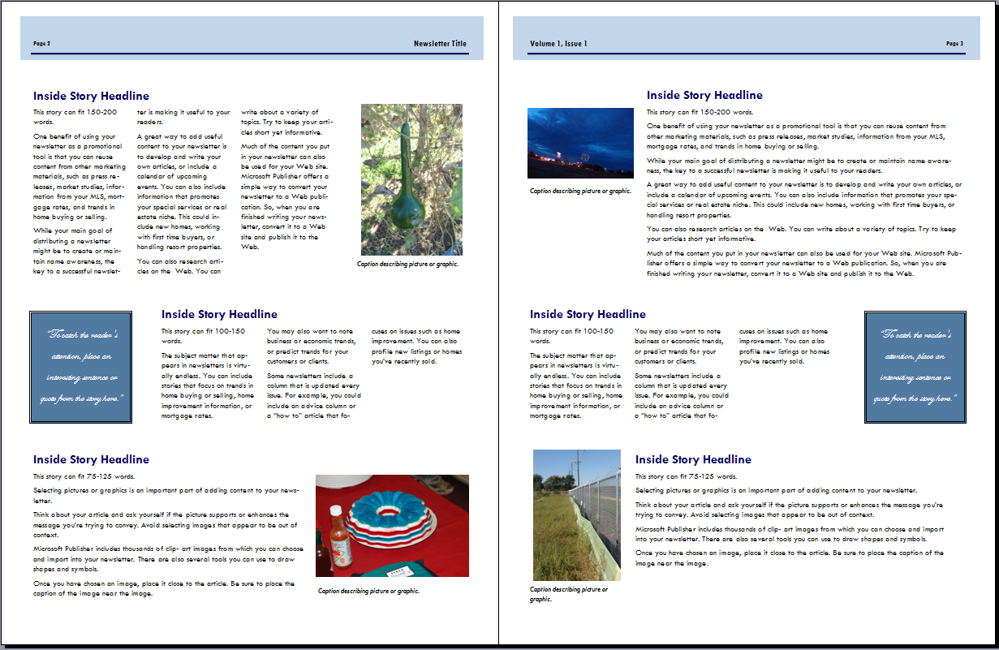 Page 2
Newsletter Title
Inside Story Headline
This story can fit 150-200
words.
One benefit of using your
newsletter as a promotional
tool is that you can reuse
content from other marketing
materials, such as press re-
leases, market studies, infor-
mation from your MLS, mort-
gage rates, and trends in
home buying or selling.
While your main goal of
distributing a newsletter
might be to create or main-
tain name awareness, the
key to a successful newslet-
ter is making it useful to your
readers.
A great way to add useful
content to your newsletter is
to develop and write your
own articles, or include a
calendar of upcoming
events. You can also include
information that promotes
your special services or real
estate niche. This could in-
clude new homes, working
with first time buyers, or
handling resort properties.
You can also research arti-
cles on the  Web. You can
write about a variety of
topics. Try to keep your arti-
cles short yet informative.
Much of the content you put
in your newsletter can also
be used for your Web site.
Microsoft Publisher offers a
simple way to convert your
newsletter to a Web publi-
cation. So, when you are
finished writing your news-
letter, convert it to a Web
site and publish it to the
Web.
Caption describing picture or graphic.
"To catch the reader's
attention, place an
interesting sentence or
quote from the story here."
Inside Story Headline
This story can fit 100-150
words.
The subject matter that ap-
pears in newsletters is virtu-
ally endless. You can include
stories that focus on trends in
home buying or selling, home
improvement information, or
mortgage rates.
You may also want to note
business or economic trends,
or predict trends for your
customers or clients.
Some newsletters include a
column that is updated every
issue. For example, you could
include an advice column or
a "how to" article that fo-
cuses on issues such as home
improvement. You can also
profile new listings or homes
you've recently sold.
Inside Story Headline
This story can fit 75-125 words.
Selecting pictures or graphics is an important part of adding content to your news-
letter.
Think about your article and ask yourself if the picture supports or enhances the
message you're trying to convey. Avoid selecting images that appear to be out of
context.
Microsoft Publisher includes thousands of clip- art images from which you can choose
and import into your newsletter. There are also several tools you can use to draw
shapes and symbols.
Once you have chosen an image, place it close to the article. Be sure to place the
caption of the image near the image.
Caption describing picture or graphic.
Volume 1, Issue 1
Page 3
Caption describing picture or graphic.
Inside Story Headline
This story can fit 150-200 words.
One benefit of using your newsletter as a promotional tool is that you can reuse content from
other marketing materials, such as press releases, market studies, information from your MLS,
mortgage rates, and trends in home buying or selling.
While your main goal of distributing a newsletter might be to create or maintain name aware-
ness, the key to a successful newsletter is making it useful to your readers.
A great way to add useful content to your newsletter is to develop and write your own articles, or
include a calendar of upcoming events. You can also include information that promotes your spe-
cial services or real estate niche. This could include new homes, working with first time buyers, or
handling resort properties.
You can also research articles on the  Web. You can write about a variety of topics. Try to keep
your articles short yet informative.
Much of the content you put in your newsletter can also be used for your Web site. Microsoft Pub-
lisher offers a simple way to convert your newsletter to a Web publication. So, when you are
finished writing your newsletter, convert it to a Web site and publish it to the Web.
Inside Story Headline
This story can fit 100-150
words.
The subject matter that ap-
pears in newsletters is virtu-
ally endless. You can include
stories that focus on trends in
home buying or selling, home
improvement information, or
mortgage rates.
You may also want to note
business or economic trends,
or predict trends for your
customers or clients.
Some newsletters include a
column that is updated every
issue. For example, you could
include an advice column or
a "how to" article that fo-
cuses on issues such as home
improvement. You can also
profile new listings or homes
you've recently sold.
"To catch the reader's
attention, place an
interesting sentence or
quote from the story here."
Caption describing picture or
graphic.
Inside Story Headline
This story can fit 75-125 words.
Selecting pictures or graphics is an important part of adding content to your newsletter.
Think about your article and ask yourself if the picture supports or enhances the message you're
trying to convey. Avoid selecting images that appear to be out of context.
Microsoft Publisher includes thousands of clip- art images from which you can choose and import
into your newsletter. There are also several tools you can use to draw shapes and symbols.
Once you have chosen an image, place it close to the article. Be sure to place the caption of the
image near the image.